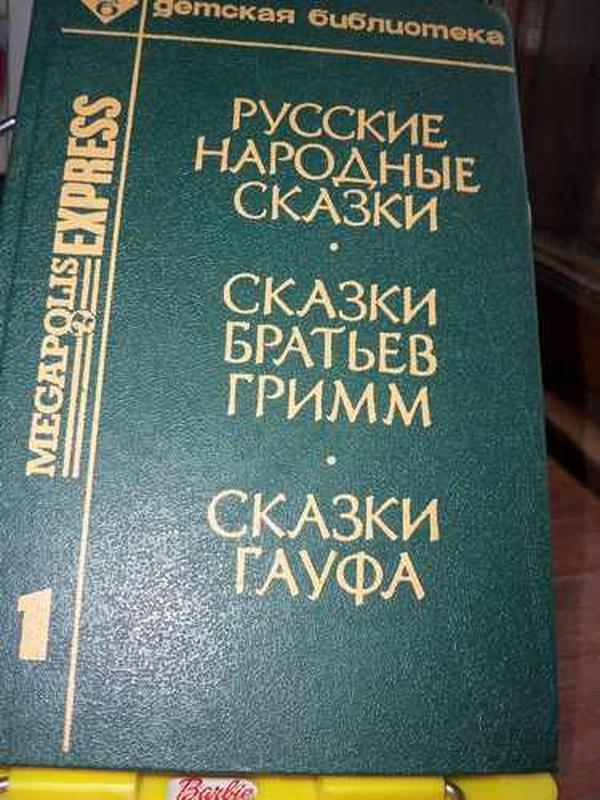 детская библиотека
РУССКИЕ
НАРОДНЫЕ
СКАЗКИ
СКАЗКИ
БРАТЬЕВ
ГРИММ
СКАЗКИ
ГАУФА
MEGAPOLIS EXPRESS
1
Barbie